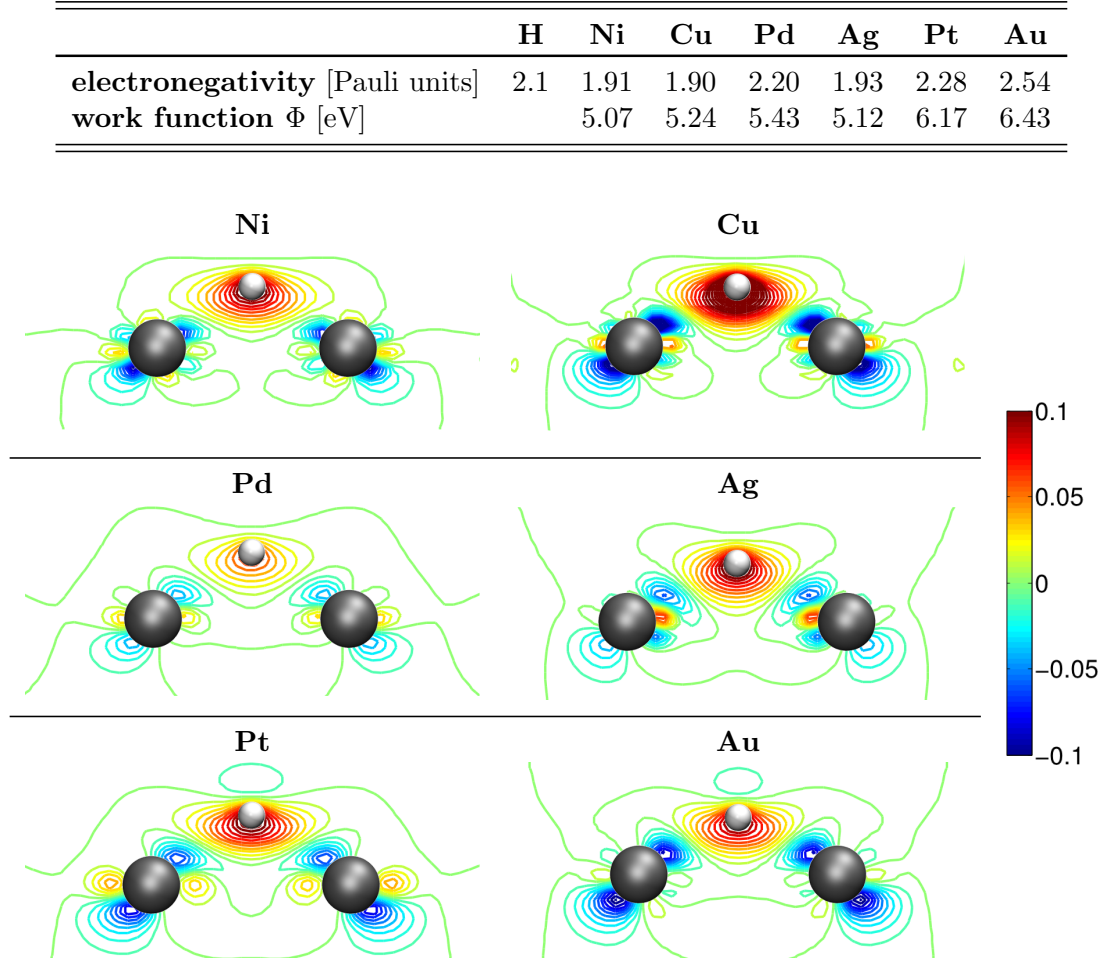 H Ni Cu Pd Ag Pt Au
electronegativity [Pauli units] 2.1 1.91 1.90 2.20 1.93 2.28 2.54
work function Φ [eV] 5.07 5.24 5.43 5.12 6.17 6.43
Ni Cu
Pd Ag
Pt Au
0.1
0.05
0
−0.05
−0.1